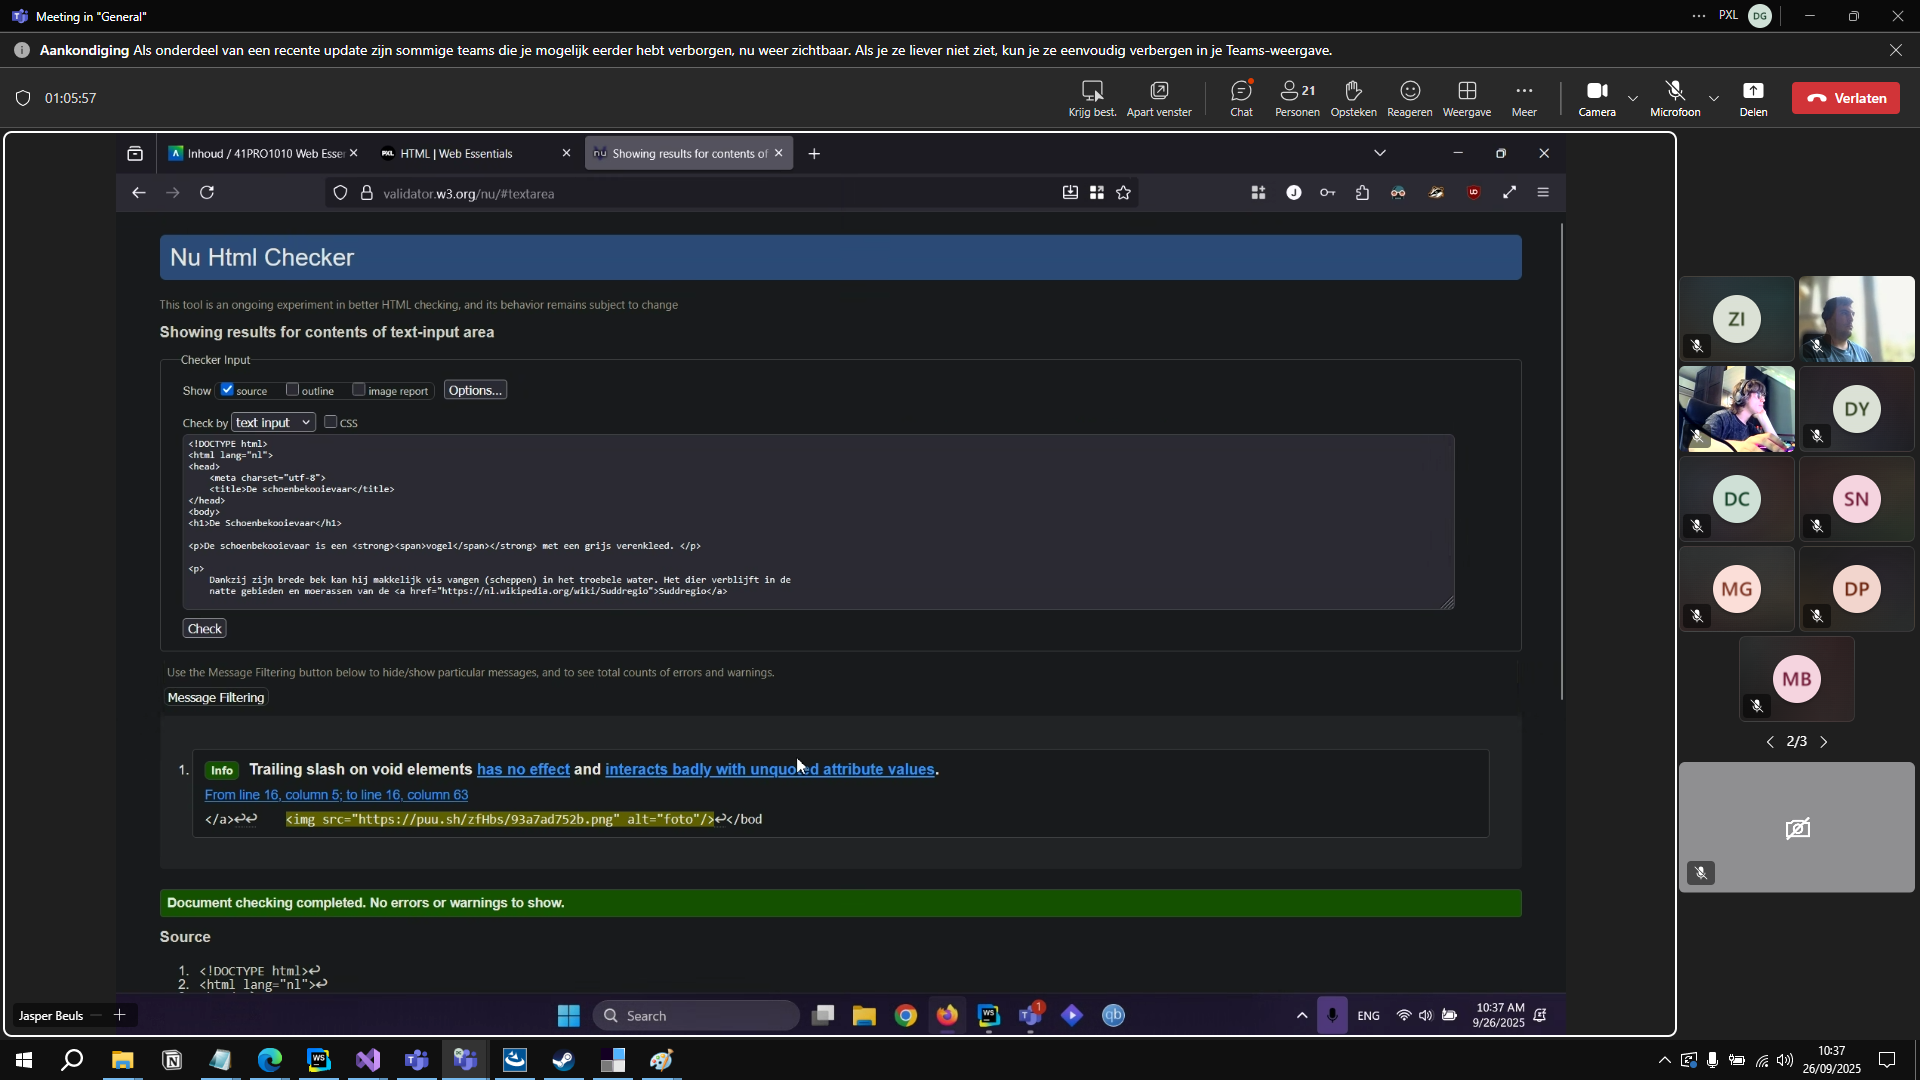 Meeting in "General"
PXL
DG
Aankondiging Als onderdeel van een recente update zijn sommige teams die je mogelijk eerder hebt verborgen, nu weer zichtbaar. Als je ze liever niet ziet, kun je ze eenvoudig verbergen in je Teams-weergave.
01:05:57
Krijg best.
Apart venster
Chat
21
Personen
Opsteken
Reageren
Weergave
Meer
Camera
Microfoon
Delen
Verlaten
Inhoud / 41PRO1010 Web Esser
HTML | Web Essentials
nu Showing results for contents of
validator.w3.org/nu/#textarea
J
Nu Html Checker
This tool is an ongoing experiment in better HTML checking, and its behavior remains subject to change
Showing results for contents of text-input area
Checker Input
Show source outline image report Options...
Check by text input CSS
<!DOCTYPE html>
<html lang="nl">
<head>
<meta charset="utf-8">
<title>De schoenbekooievaar</title>
</head>
<body>
<h1>De Schoenbekooievaar</h1>
<p>De schoenbekooievaar is een <strong><span>vogel</span></strong> met een grijs verenkleed. </p>
<p>
Dankzij zijn brede bek kan hij makkelijk vis vangen (scheppen) in het troebele water. Het dier verblijft in de
natte gebieden en moerassen van de <a href="https://nl.wikipedia.org/wiki/Suddregio">Suddregio</a>
Check
Use the Message Filtering button below to hide/show particular messages, and to see total counts of errors and warnings.
Message Filtering
1. Info Trailing slash on void elements has no effect and interacts badly with unquoted attribute values.
From line 16, column 5; to line 16, column 63
</a>↩↩ <img src="https://puu.sh/zfHbs/93a7ad752b.png" alt="foto"/>↩</bod
Document checking completed. No errors or warnings to show.
Source
1. <!DOCTYPE html>↩
2. <html lang="nl">↩
ZI
DY
DC
SN
MG
DP
MB
2/3
Jasper Beuls
Search
WS
1
qb
ENG
10:37 AM
9/26/2025
WS
10:37
26/09/2025